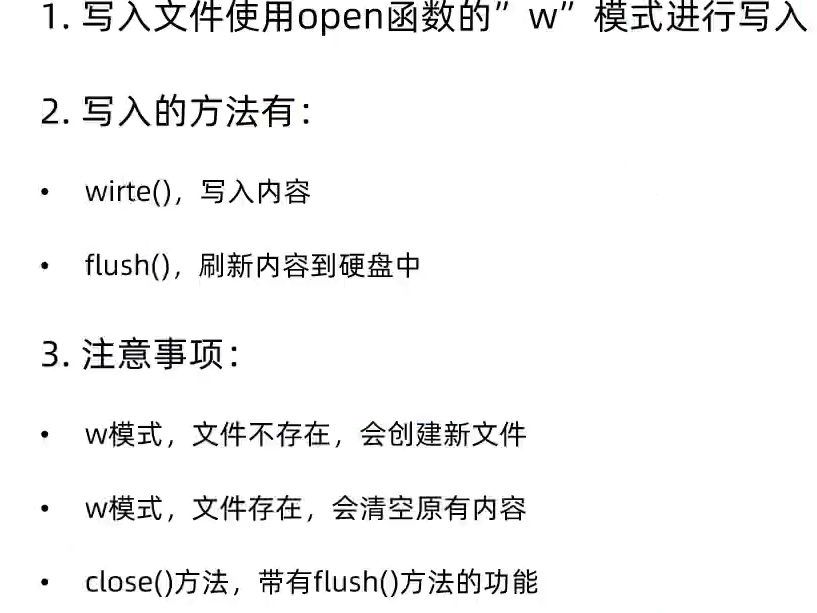 1. 写入文件使用open函数的”w”模式进行写入
2. 写入的方法有：
• wirte()，写入内容
• flush()，刷新内容到硬盘中
3. 注意事项：
• w模式，文件不存在，会创建新文件
• w模式，文件存在，会清空原有内容
• close()方法，带有flush()方法的功能